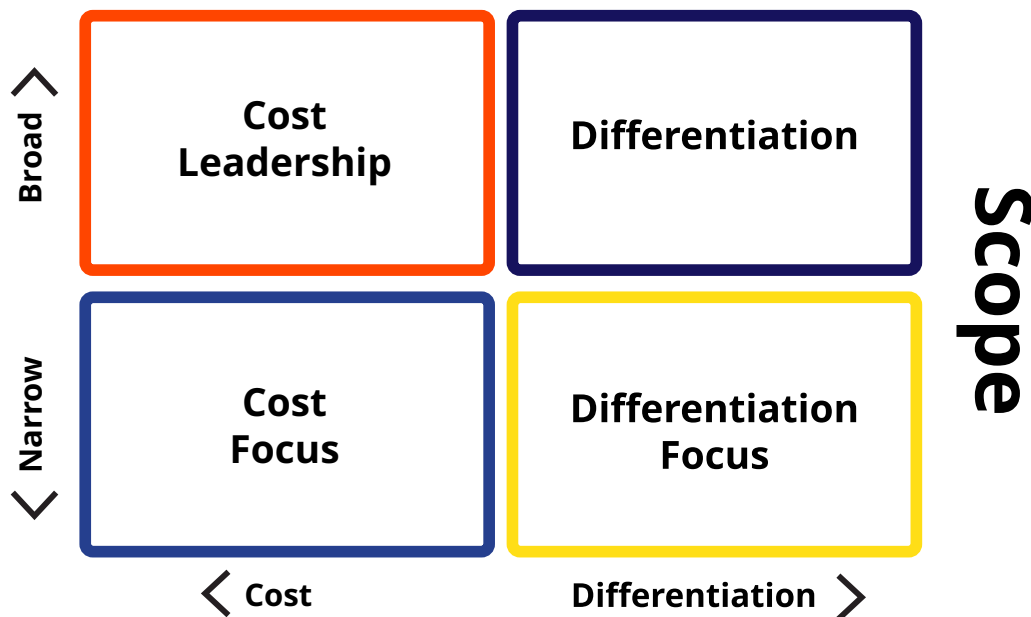 Broad
Cost
Leadership
Differentiation
Scope
Narrow
Cost
Focus
Differentiation
Focus
Cost
Differentiation